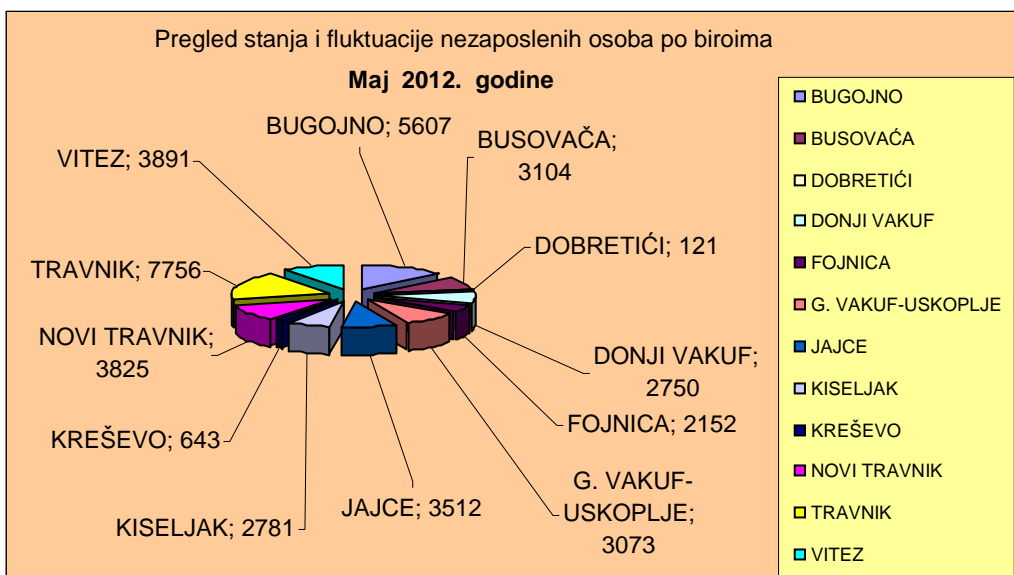 Pregled stanja i fluktuacije nezaposlenih osoba po biroima
Maj 2012. godine
BUGOJNO; 5607
BUSOVAČA;
3104
DOBRETIĆI; 121
DONJI VAKUF;
2750
FOJNICA; 2152
G. VAKUF-
USKOPLJE;
3073
JAJCE; 3512
KISELJAK; 2781
KREŠEVO; 643
NOVI TRAVNIK;
3825
TRAVNIK; 7756
VITEZ; 3891
BUGOJNO
BUSOVAĆA
DOBRETIĆI
DONJI VAKUF
FOJNICA
G. VAKUF-USKOPLJE
JAJCE
KISELJAK
KREŠEVO
NOVI TRAVNIK
TRAVNIK
VITEZ